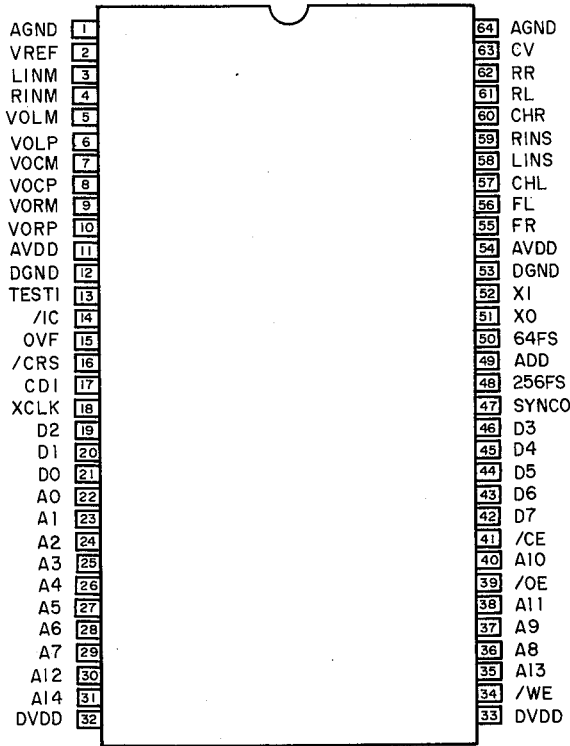 AGND 1 64 AGND
VREF 2 63 CV
LINM 3 62 RR
RINM 4 61 RL
VOLM 5 60 CHR
VOLP 6 59 RINS
VOCM 7 58 LINS
VOCP 8 57 CHL
VORM 9 56 FL
VORP 10 55 FR
AVDD 11 54 AVDD
DGND 12 53 DGND
TEST1 13 52 XI
/IC 14 51 XO
OVF 15 50 64FS
/CRS 16 49 ADD
CDI 17 48 256FS
XCLK 18 47 SYNCO
D2 19 46 D3
D1 20 45 D4
D0 21 44 D5
A0 22 43 D6
A1 23 42 D7
A2 24 41 /CE
A3 25 40 A10
A4 26 39 /OE
A5 27 38 A11
A6 28 37 A9
A7 29 36 A8
A12 30 35 A13
A14 31 34 /WE
DVDD 32 33 DVDD